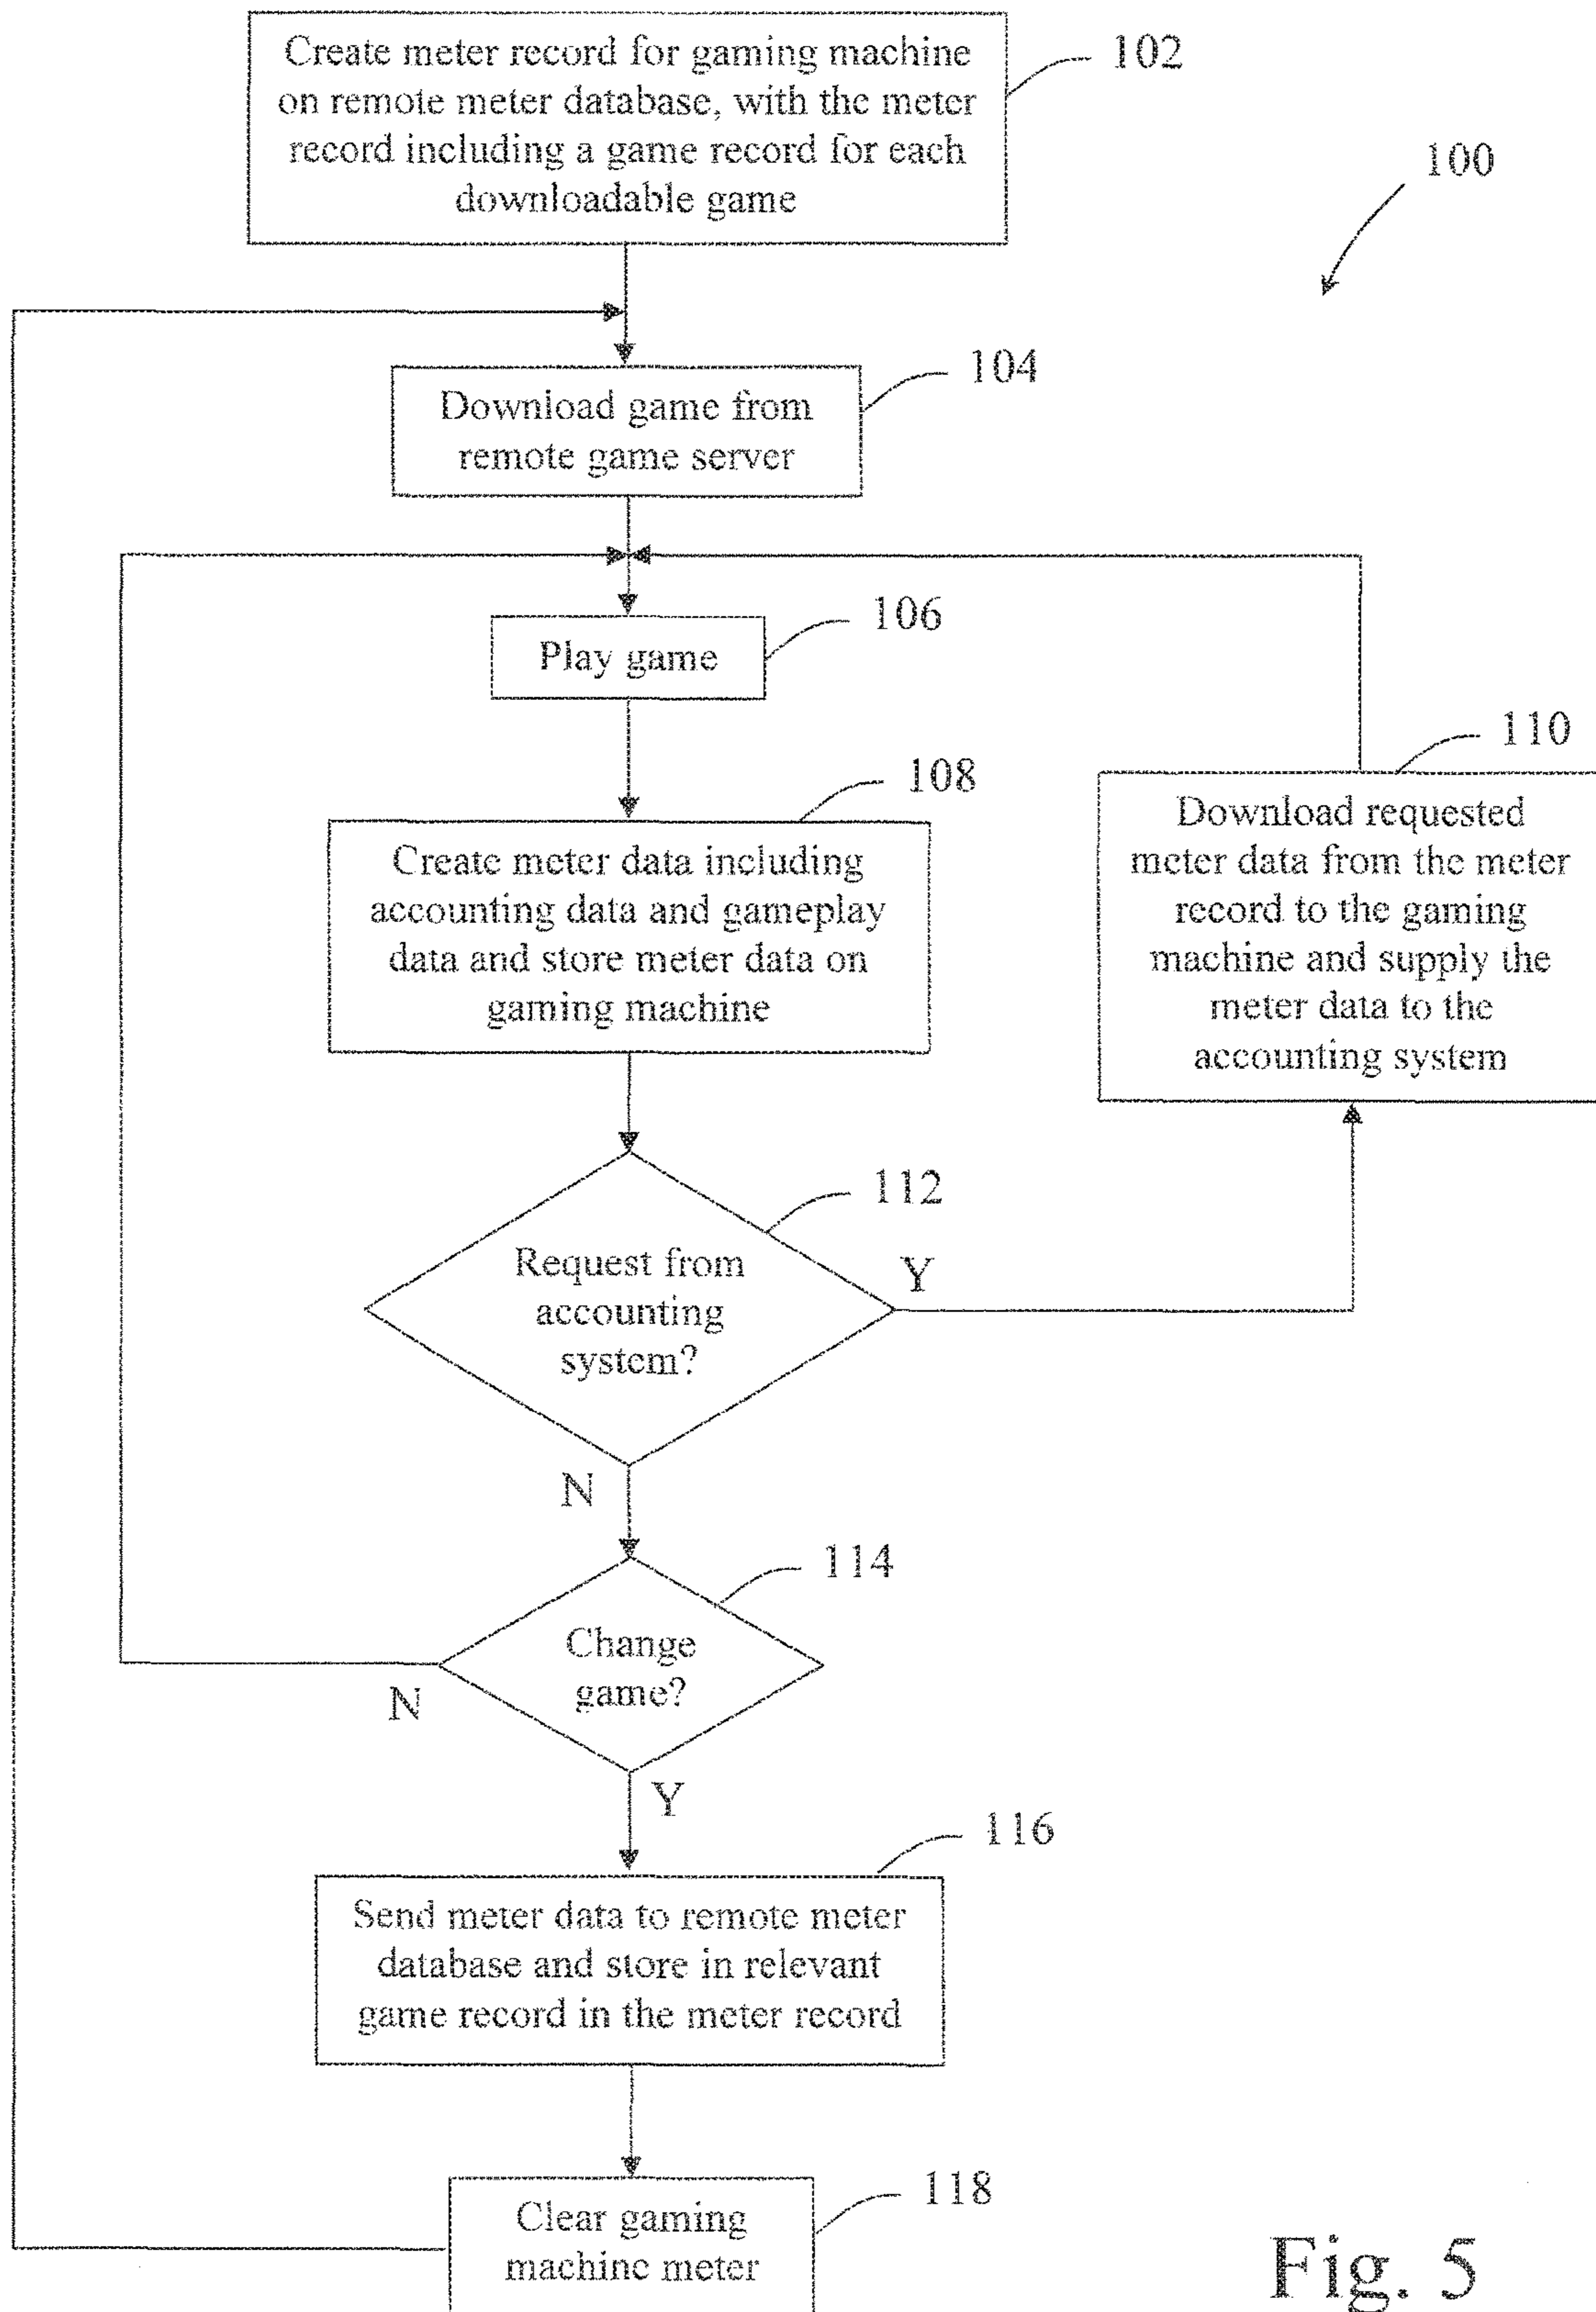 Create meter record for gaming machine
on remote meter database, with the meter
record including a game record for each
downloadable game
102
100
Download game from
remote game server
104
Play game
106
Create meter data including
accounting data and gameplay
data and store meter data on
gaming machine
108
Download requested
meter data from the meter
record to the gaming
machine and supply the
meter data to the
accounting system
110
Request from
accounting
system?
112
Y
N
Change
game?
114
N
Y
Send meter data to remote meter
database and store in relevant
game record in the meter record
116
Clear gaming
machine meter
118
Fig. 5